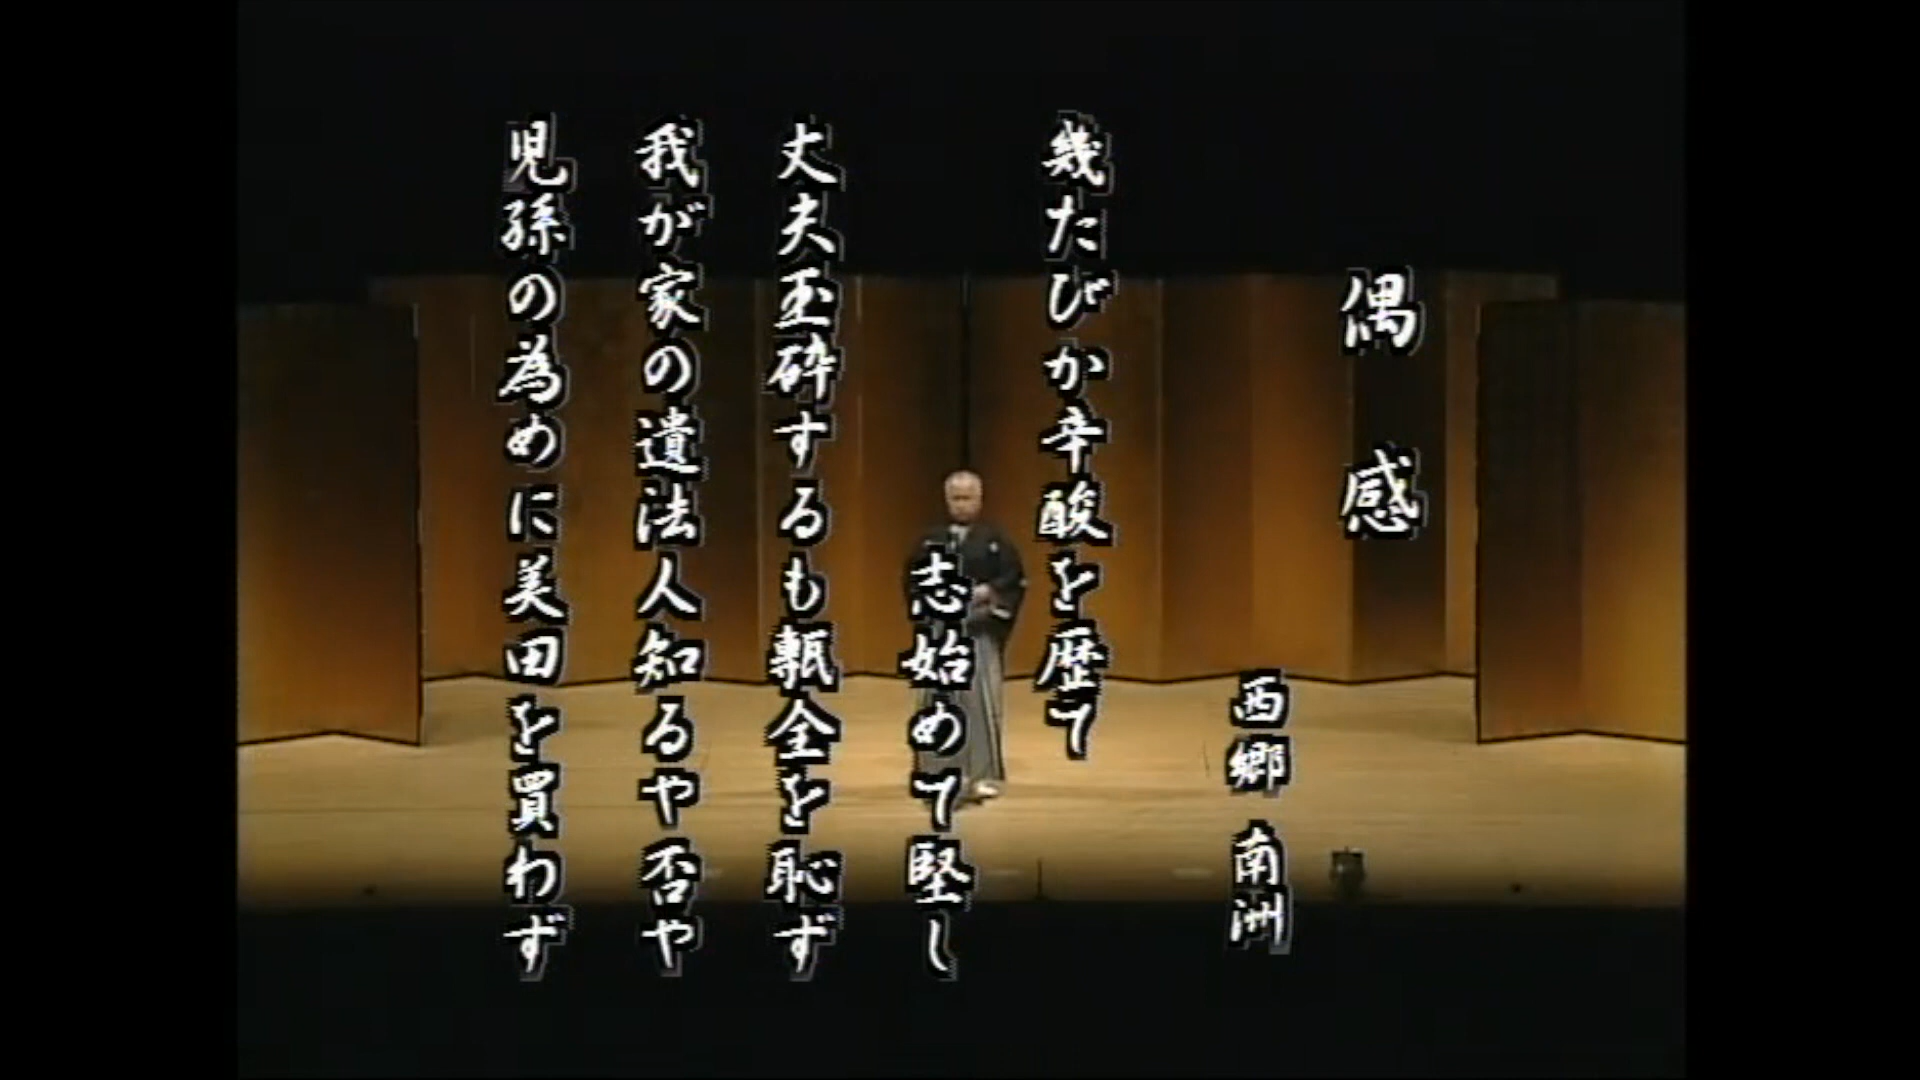 偶感
西郷南洲
幾たびか辛酸を歴て
志始めて堅し
丈夫玉砕するも甎全を恥ず
我が家の遺法人知るや否や
児孫の為めに美田を買わず